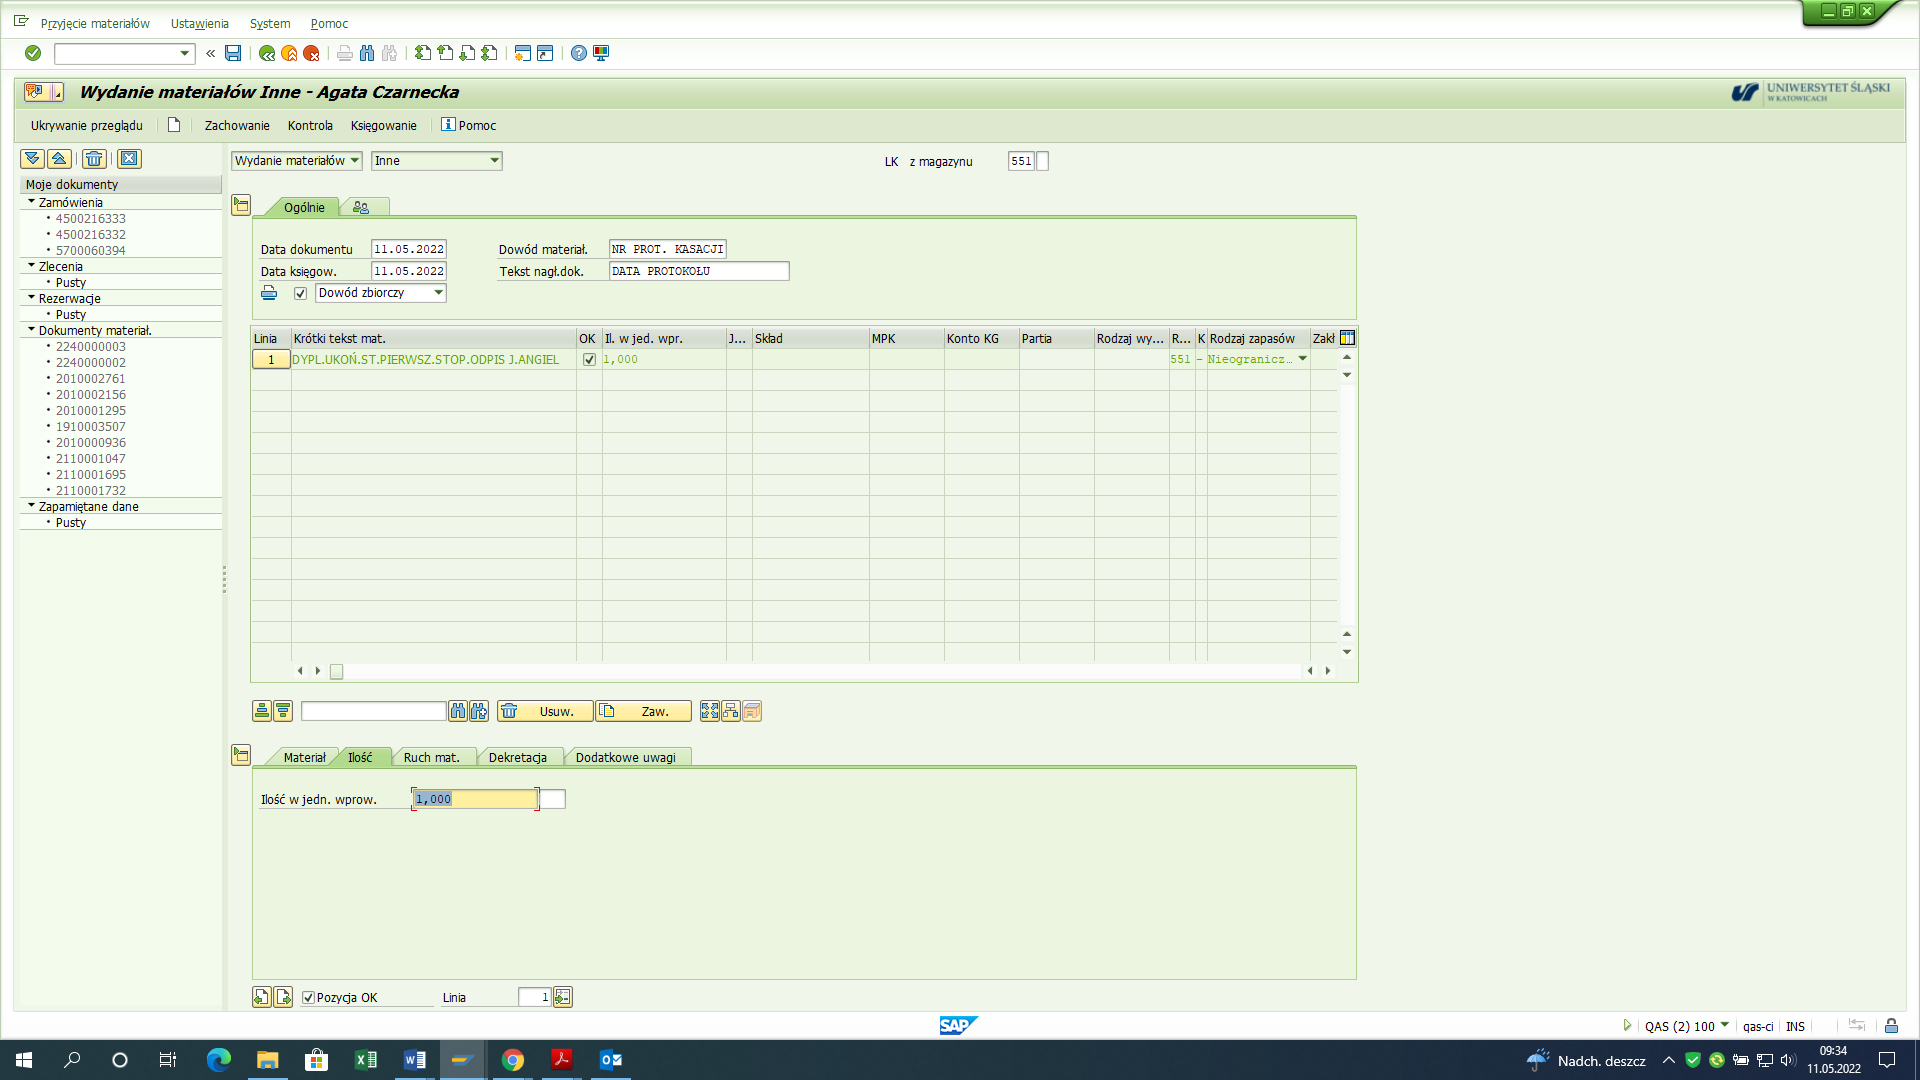 Przyjęcie materiałów Ustawienia System Pomoc
Wydanie materiałów Inne - Agata Czarnecka
UNIWERSYTET ŚLĄSKI
W KATOWICACH
Ukrywanie przeglądu Zachowanie Kontrola Księgowanie Pomoc
Wydanie materiałów Inne LK z magazynu 551
Moje dokumenty
Zamówienia
4500216333
4500216332
5700060394
Zlecenia
Pusty
Rezerwacje
Pusty
Dokumenty materiał.
2240000003
2240000002
2010002761
2010002156
2010001295
1910003507
2010000936
2110001047
2110001695
2110001732
Zapamiętane dane
Pusty
Ogólnie
Data dokumentu 11.05.2022 Dowód materiał. NR PROT. KASACJI
Data księgow. 11.05.2022 Tekst nagł.dok. DATA PROTOKOŁU
Dowód zbiorczy
Linia Krótki tekst mat. OK Il. w jed. wpr. J... Skład MPK Konto KG Partia Rodzaj wy... R... K Rodzaj zapasów Zakł
1 DYPL.UKOŃ.ST.PIERWSZ.STOP.ODPIS J.ANGIEL 1,000 551 - Nieogranicz…
Usuw. Zaw.
Materiał Ilość Ruch mat. Dekretacja Dodatkowe uwagi
Ilość w jedn. wprow. 1,000
Pozycja OK Linia 1
SAP
QAS (2) 100 qas-ci INS
Nadch. deszcz
09:34
11.05.2022